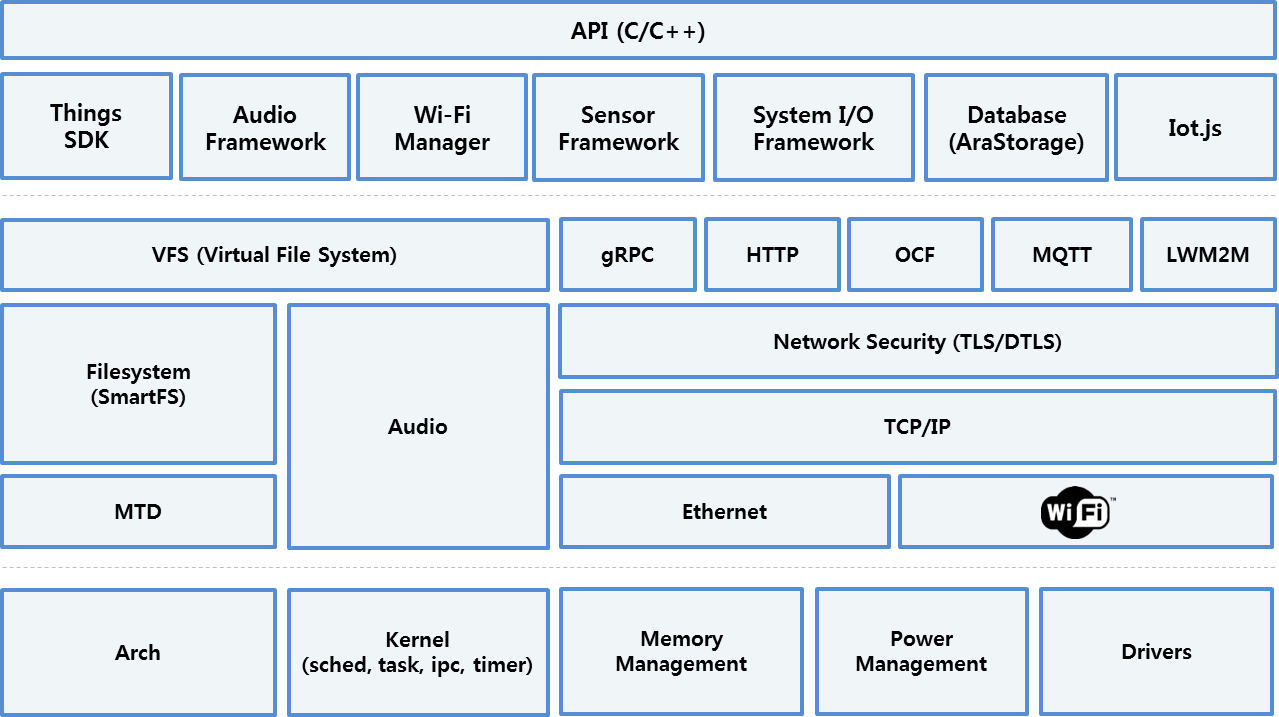 API (C/C++)
Things
SDK
Audio
Framework
Wi-Fi
Manager
Sensor
Framework
System I/O
Framework
Database
(AraStorage)
Iot.js
VFS (Virtual File System)
gRPC
HTTP
OCF
MQTT
LWM2M
Filesystem
(SmartFS)
Audio
Network Security (TLS/DTLS)
TCP/IP
MTD
Ethernet
WiFi™
Arch
Kernel
(sched, task, ipc, timer)
Memory
Management
Power
Management
Drivers